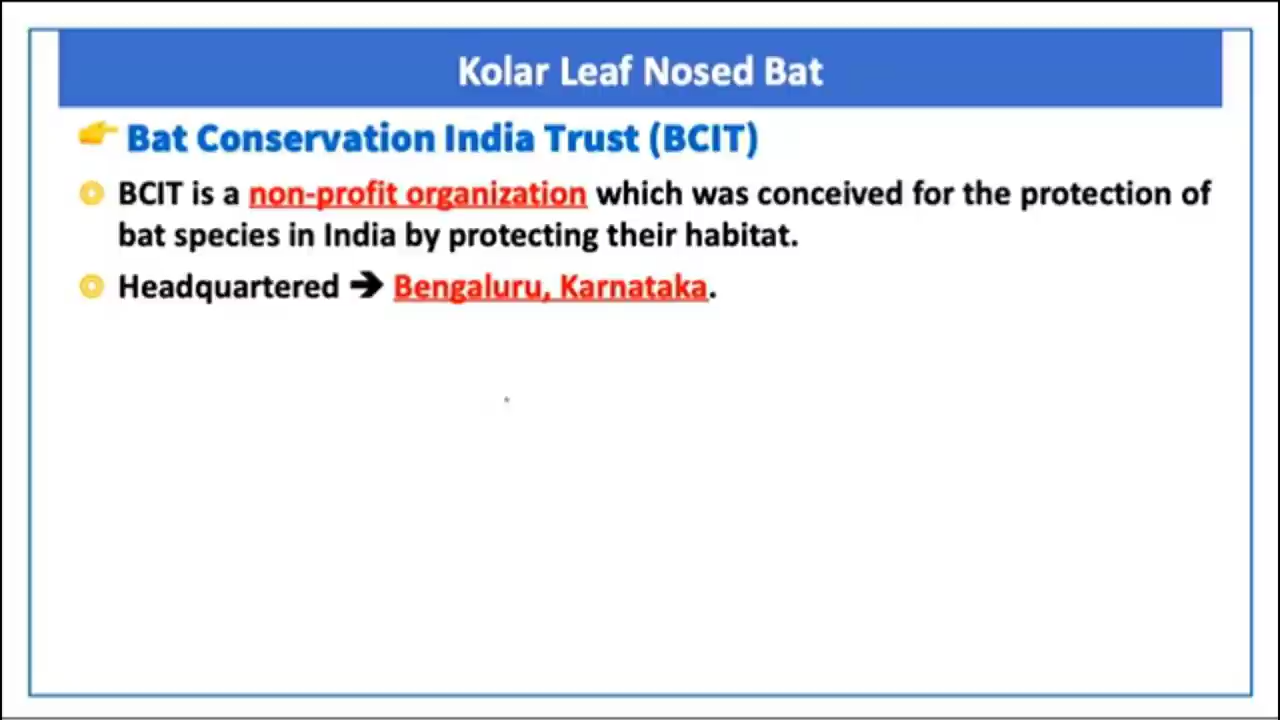 Kolar Leaf Nosed Bat
👉 Bat Conservation India Trust (BCIT)
BCIT is a non-profit organization which was conceived for the protection of
bat species in India by protecting their habitat.
Headquartered ➔ Bengaluru, Karnataka.